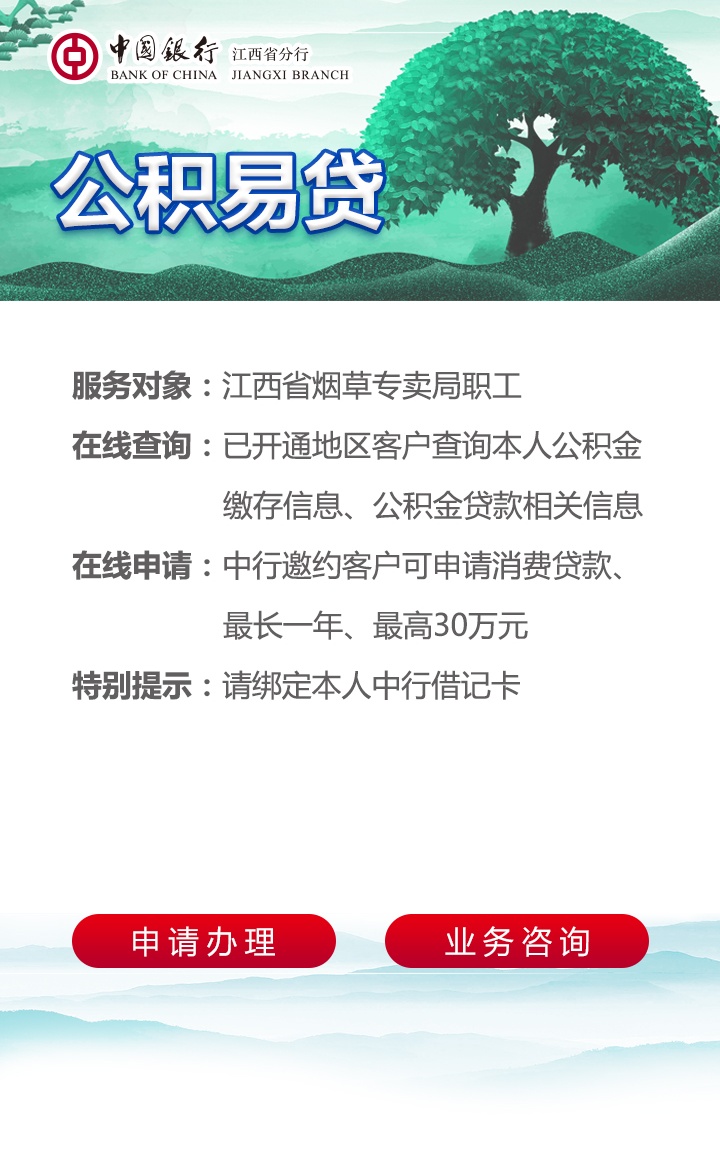 中國銀行 江西省分行
BANK OF CHINA JIANGXI BRANCH
公积易贷
服务对象：江西省烟草专卖局职工
在线查询：已开通地区客户查询本人公积金
缴存信息、公积金贷款相关信息
在线申请：中行邀约客户可申请消费贷款、
最长一年、最高30万元
特别提示：请绑定本人中行借记卡
申请办理
业务咨询